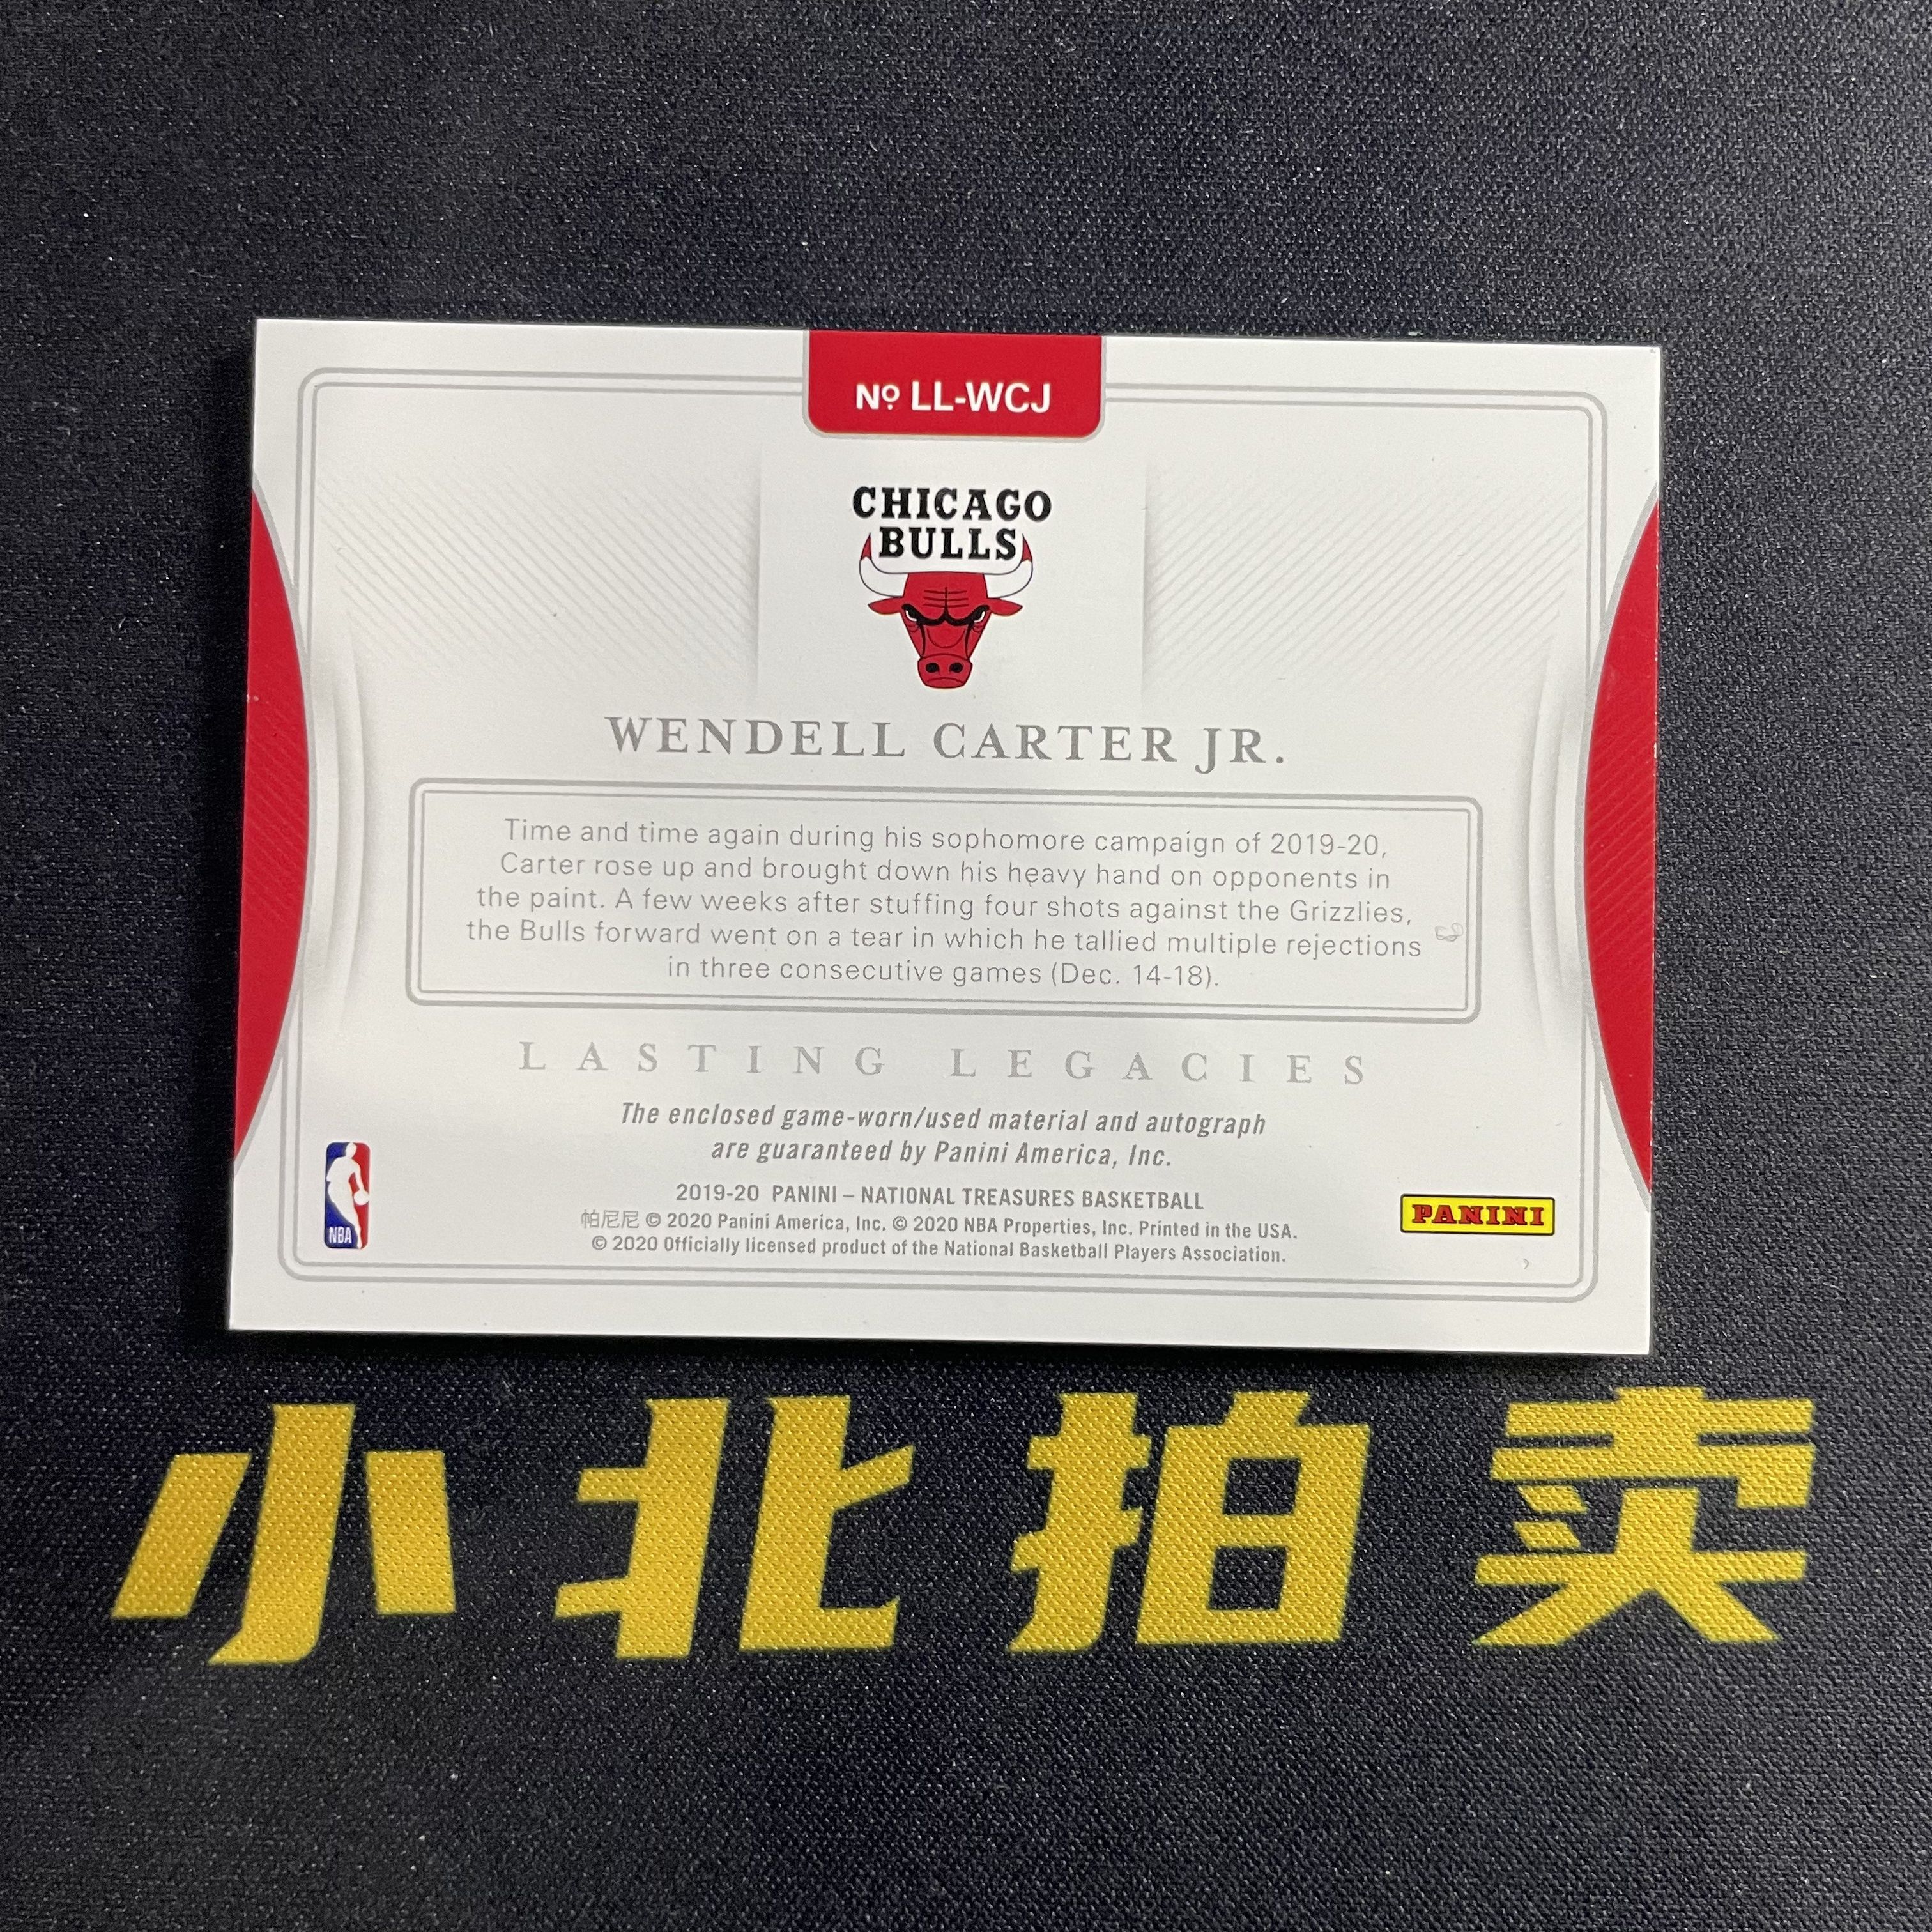 Nº LL-WCJ
CHICAGO
BULLS
WENDELL CARTER JR.
Time and time again during his sophomore campaign of 2019-20,
Carter rose up and brought down his heavy hand on opponents in
the paint. A few weeks after stuffing four shots against the Grizzlies,
the Bulls forward went on a tear in which he tallied multiple rejections
in three consecutive games (Dec. 14-18).
LASTING LEGACIES
The enclosed game-worn/used material and autograph
are guaranteed by Panini America, Inc.
2019-20 PANINI – NATIONAL TREASURES BASKETBALL
帕尼尼 © 2020 Panini America, Inc. © 2020 NBA Properties, Inc. Printed in the USA.
© 2020 Officially licensed product of the National Basketball Players Association.
NBA
PANINI
小北拍卖